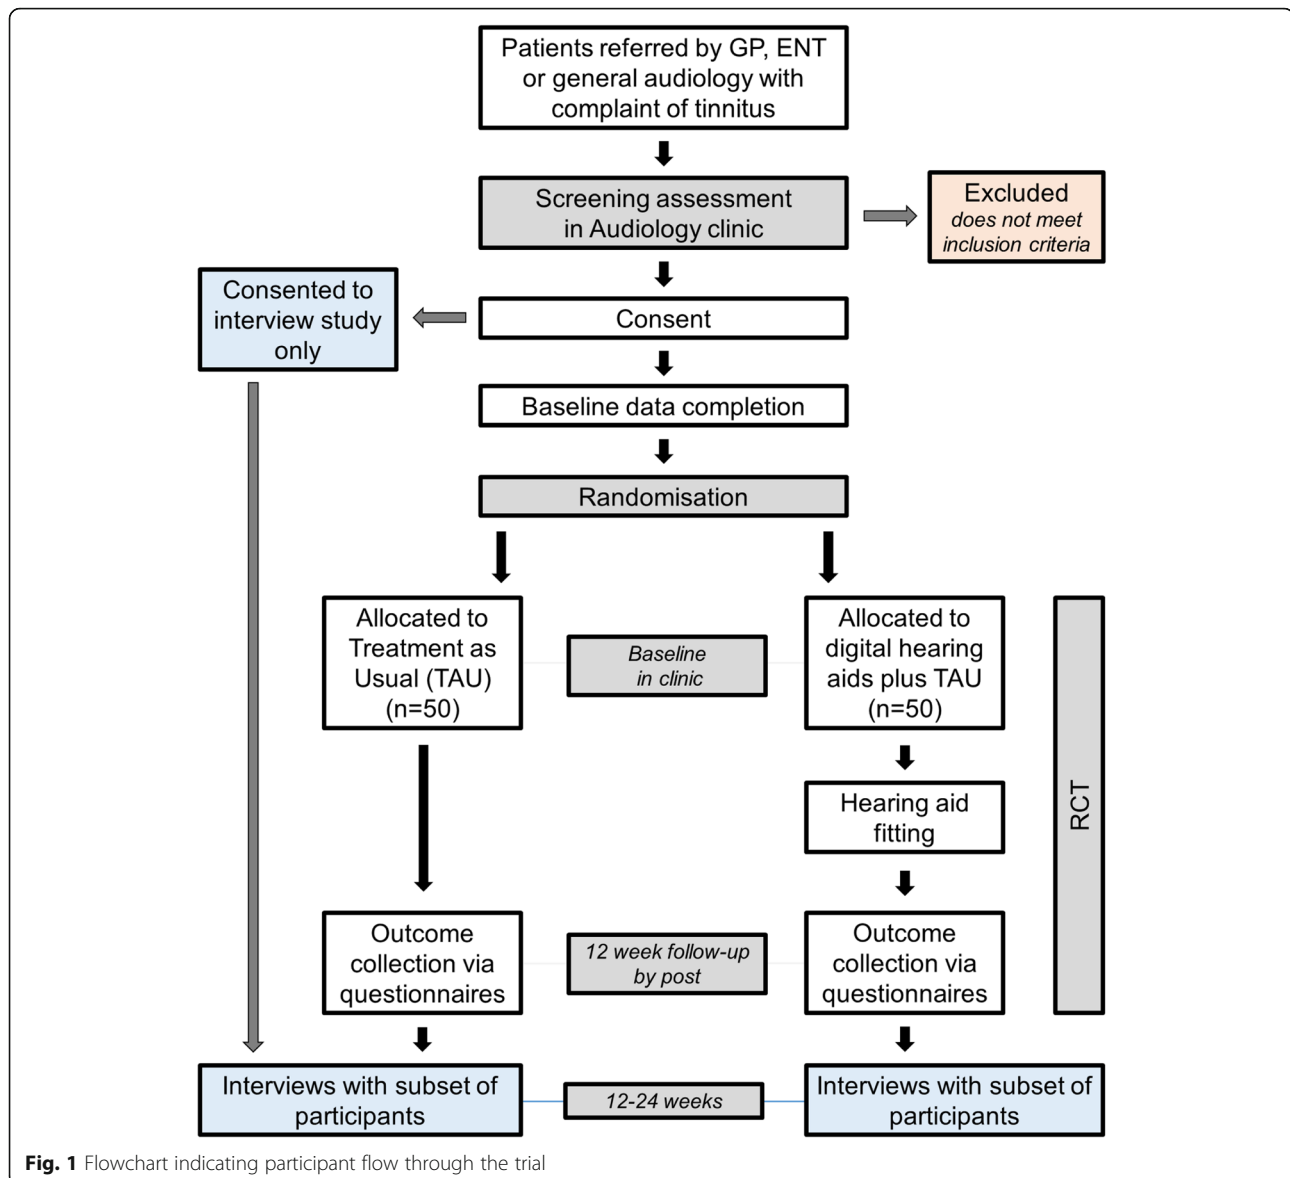 Patients referred by GP, ENT
or general audiology with
complaint of tinnitus
Screening assessment
in Audiology clinic
Excluded
does not meet
inclusion criteria
Consented to
interview study
only
Consent
Baseline data completion
Randomisation
Allocated to
Treatment as
Usual (TAU)
(n=50)
Baseline
in clinic
Allocated to
digital hearing
aids plus TAU
(n=50)
Hearing aid
fitting
RCT
Outcome
collection via
questionnaires
12 week follow-up
by post
Outcome
collection via
questionnaires
Interviews with subset of
participants
12-24 weeks
Interviews with subset of
participants
Fig. 1 Flowchart indicating participant flow through the trial